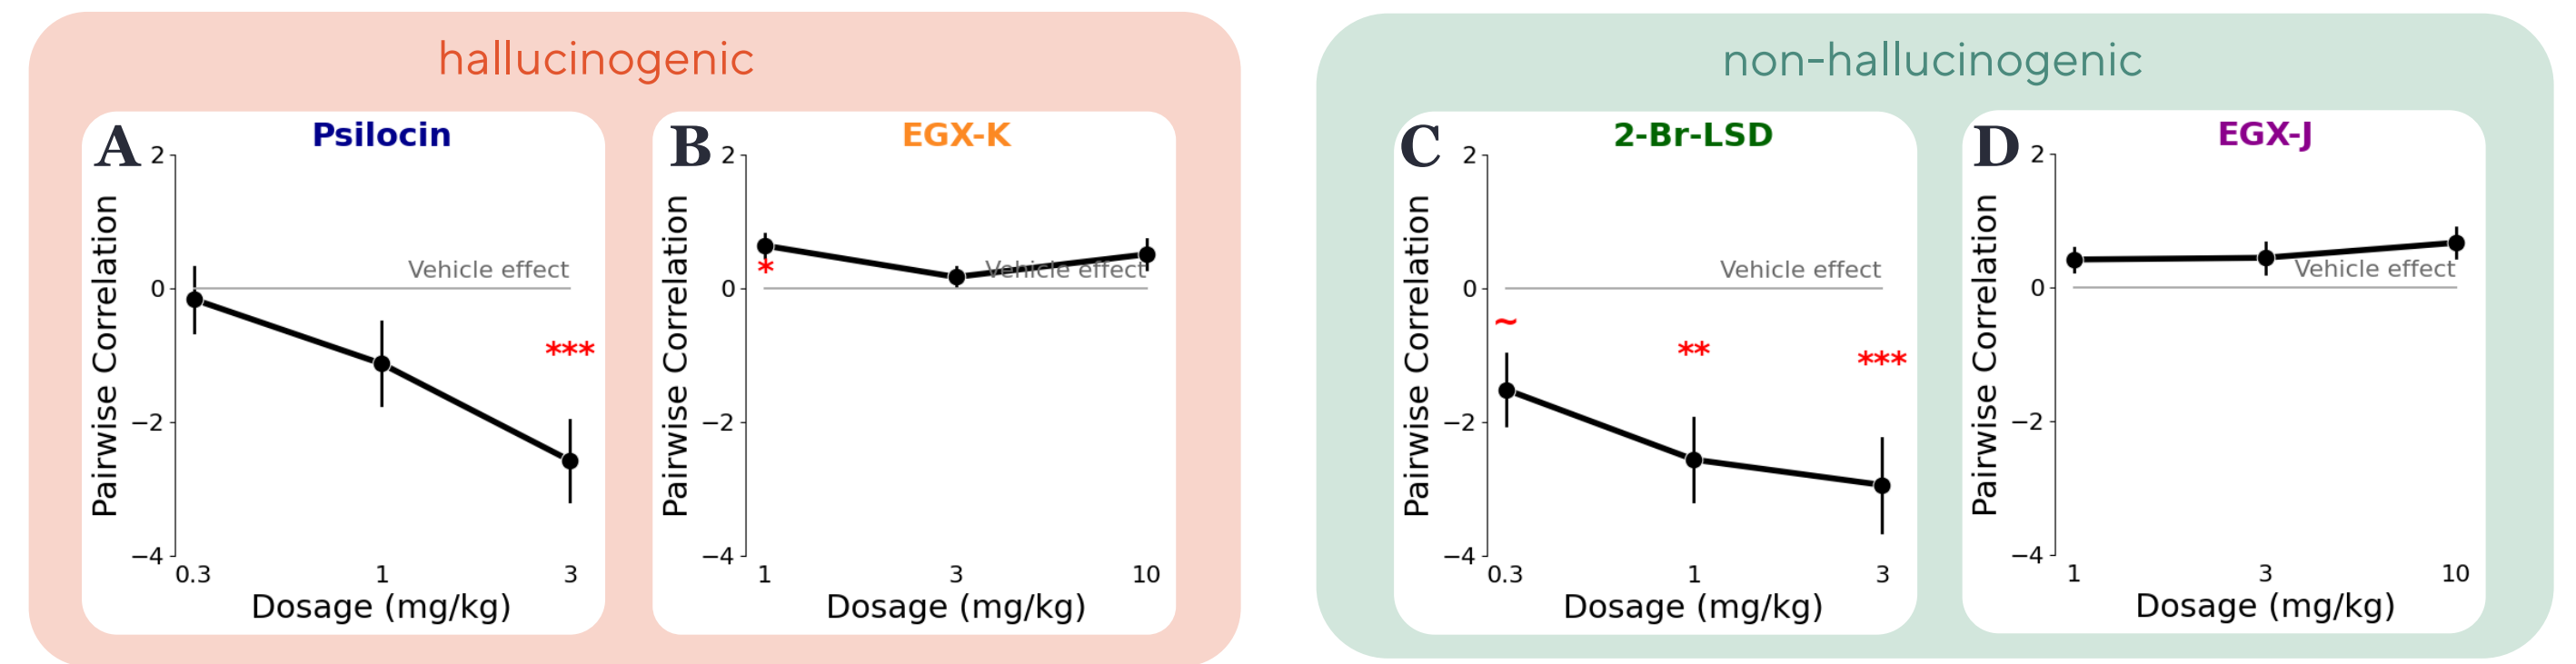 hallucinogenic
A
Psilocin
Pairwise Correlation
2
0
−2
−4
Vehicle effect
***
0.3 1 3
Dosage (mg/kg)
B
EGX-K
Pairwise Correlation
2
0
−2
−4
Vehicle effect
*
1 3 10
Dosage (mg/kg)
non-hallucinogenic
C
2-Br-LSD
Pairwise Correlation
2
0
−2
−4
Vehicle effect
~
**
***
0.3 1 3
Dosage (mg/kg)
D
EGX-J
Pairwise Correlation
2
0
−2
−4
Vehicle effect
1 3 10
Dosage (mg/kg)